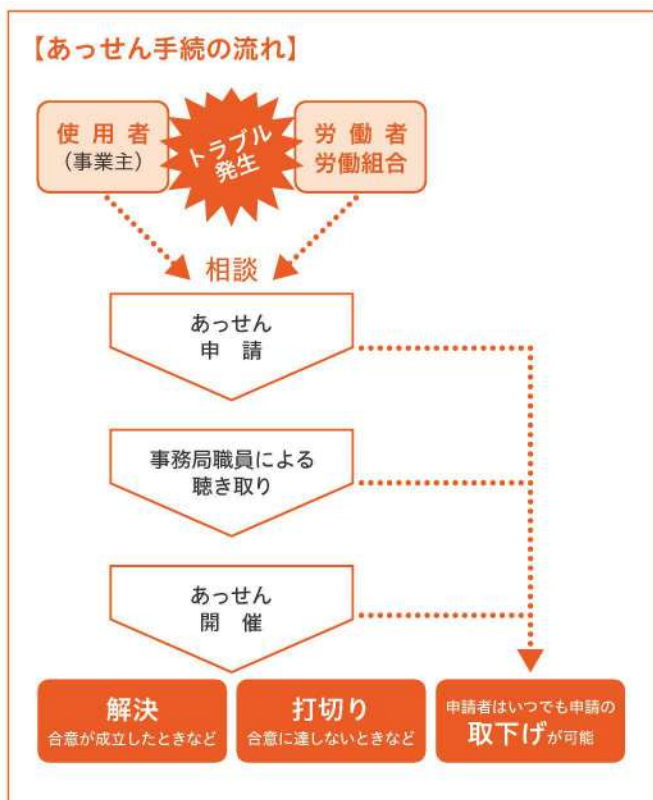 【あっせん手続の流れ】
使用者
(事業主)
トラブル
発生
労働者
労働組合
相談
あっせん
申　請
事務局職員による
聴き取り
あっせん
開　催
解決
合意が成立したときなど
打切り
合意に達しないときなど
申請者はいつでも申請の
取下げが可能